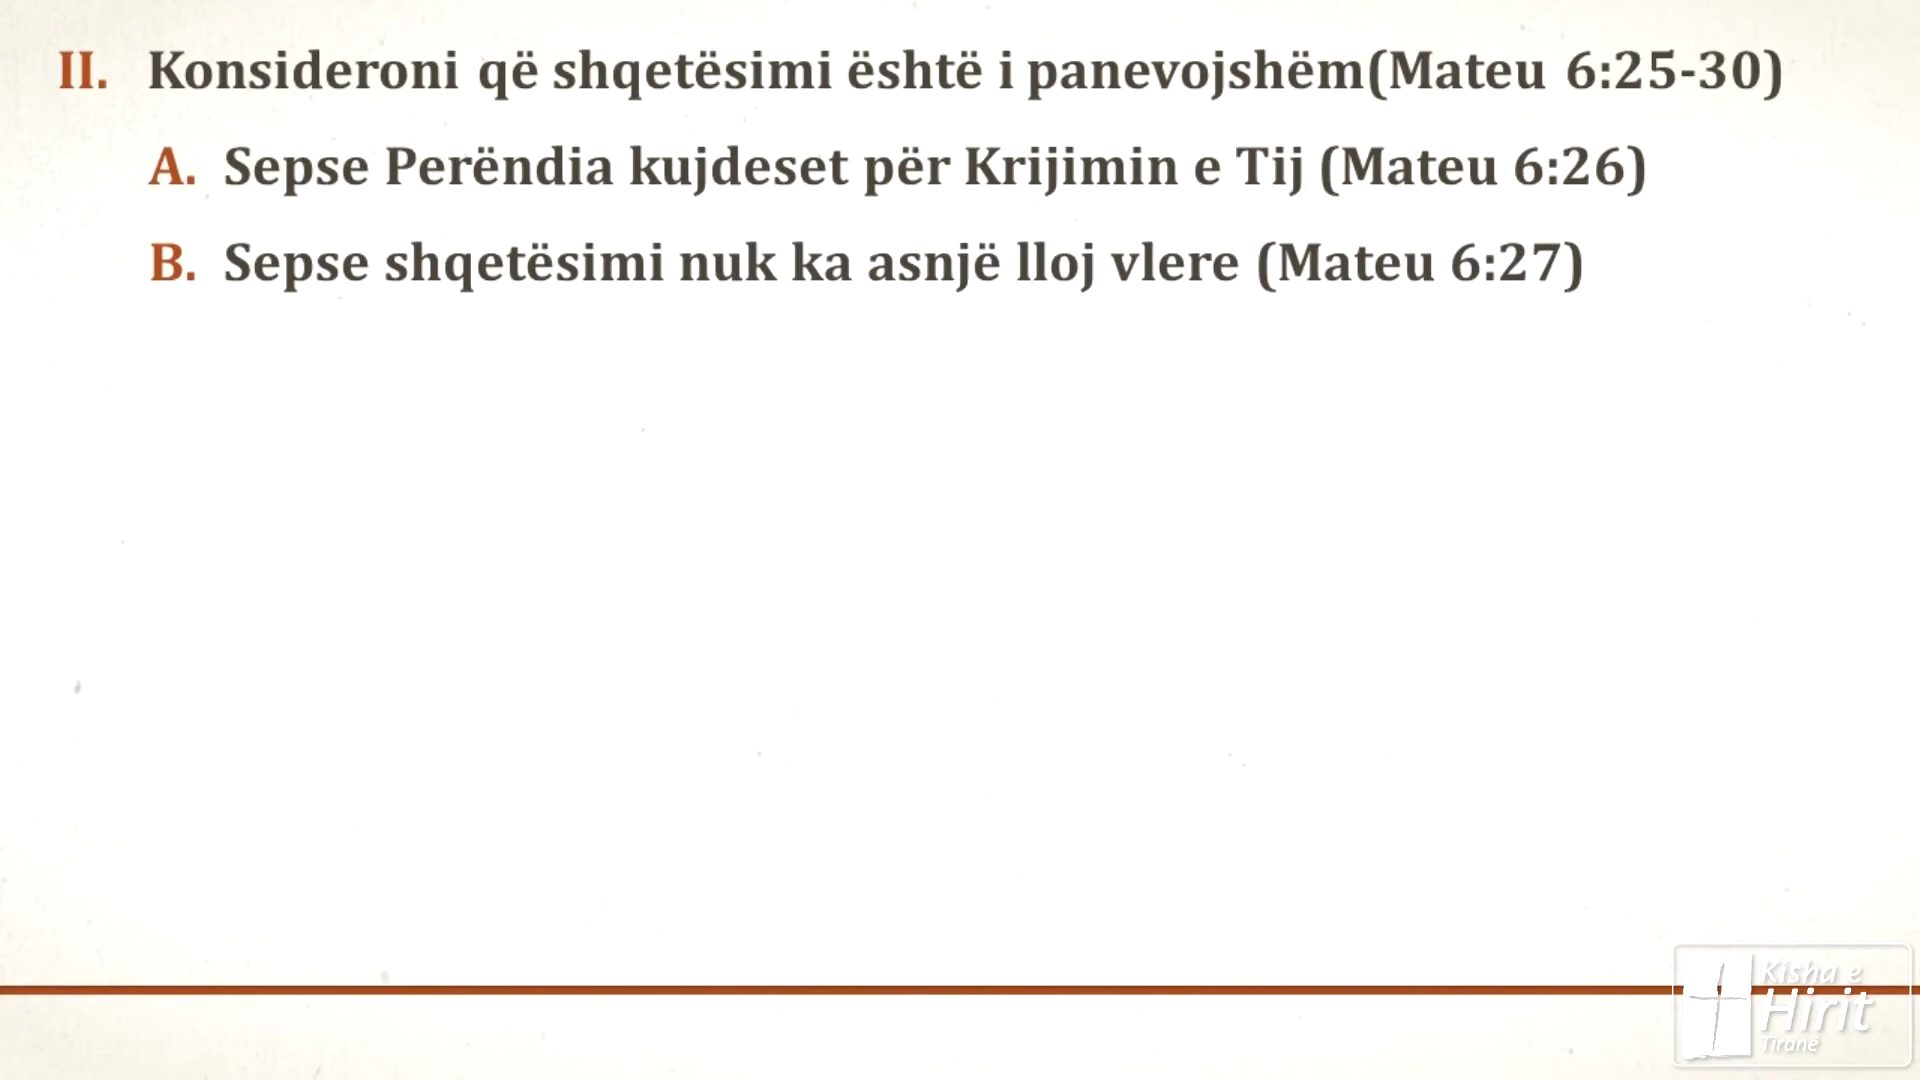 II. Konsideroni që shqetësimi është i panevojshëm(Mateu 6:25-30)
A. Sepse Perëndia kujdeset për Krijimin e Tij (Mateu 6:26)
B. Sepse shqetësimi nuk ka asnjë lloj vlere (Mateu 6:27)
Kisha e
Hirit
Tiranë